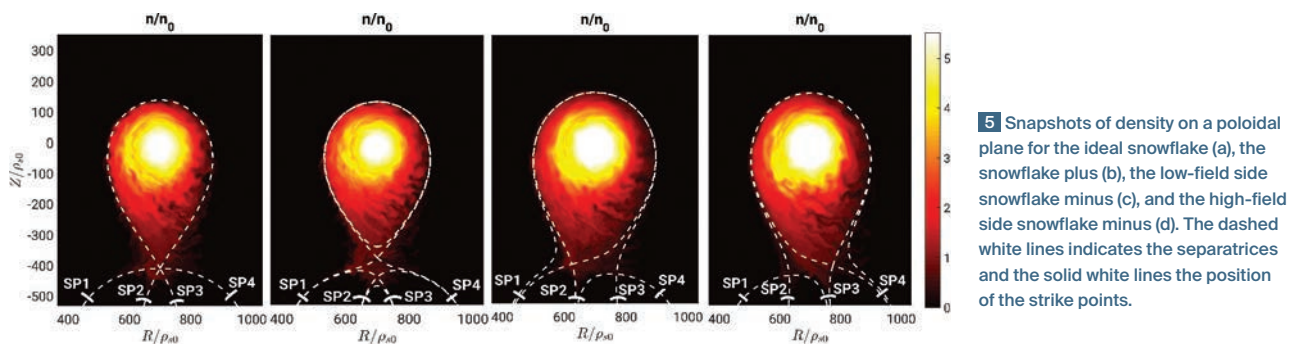 n/n0 n/n0 n/n0 n/n0
300
200
100
0
-100
-200
-300
-400
-500
Z/ρs0
SP1 SP2 SP3 SP4
SP1 SP2 SP3 SP4
SP1 SP2 SP3 SP4
SP1 SP2 SP3 SP4
400 600 800 1000
400 600 800 1000
400 600 800 1000
400 600 800 1000
R/ρs0 R/ρs0 R/ρs0 R/ρs0
5
4
3
2
1
0
5 Snapshots of density on a poloidal
plane for the ideal snowflake (a), the
snowflake plus (b), the low-field side
snowflake minus (c), and the high-field
side snowflake minus (d). The dashed
white lines indicates the separatrices
and the solid white lines the position
of the strike points.